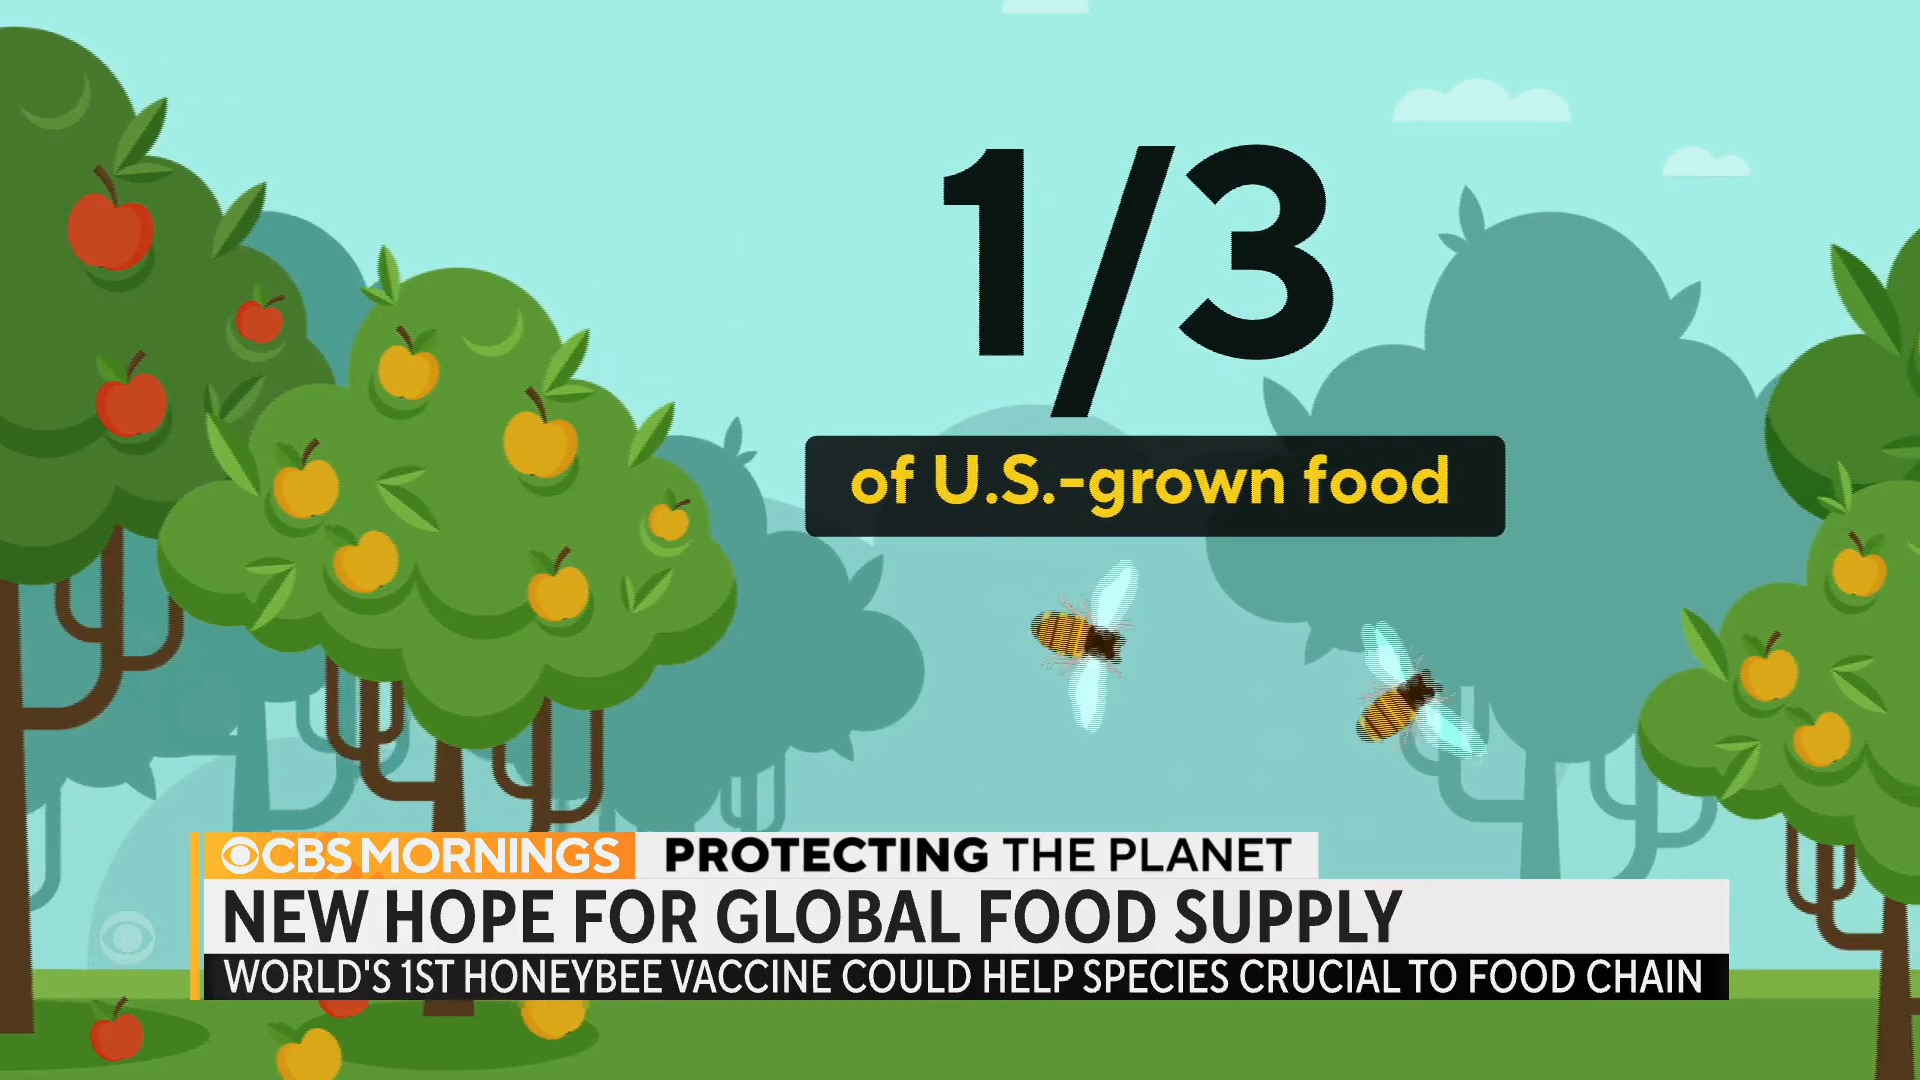 1/3
of U.S.-grown food
CBS MORNINGS PROTECTING THE PLANET
NEW HOPE FOR GLOBAL FOOD SUPPLY
WORLD'S 1ST HONEYBEE VACCINE COULD HELP SPECIES CRUCIAL TO FOOD CHAIN